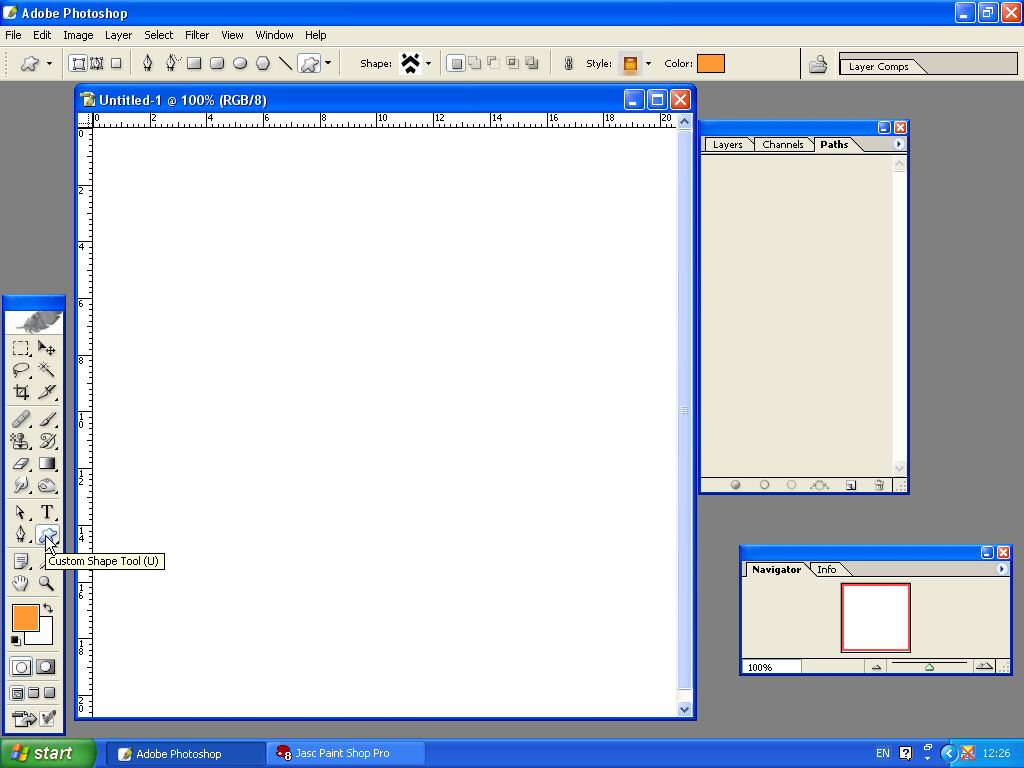 Adobe Photoshop
File Edit Image Layer Select Filter View Window Help
Shape: Style: Color: Layer Comps
Untitled-1 @ 100% (RGB/8)
0 2 4 6 8 10 12 14 16 18 20
0
2
4
6
8
10
12
14
16
18
20
Layers Channels Paths
T
Custom Shape Tool (U)
Navigator Info
100%
start Adobe Photoshop 8 Jasc Paint Shop Pro EN ? 12:26